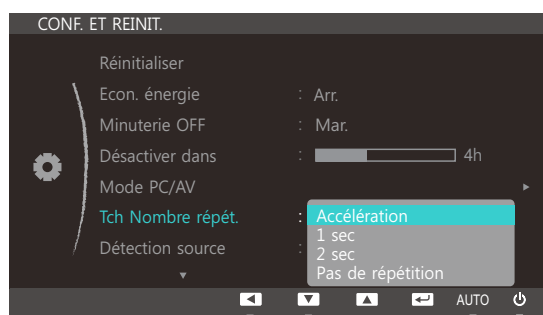 CONF. ET REINIT.
Réinitialiser
Econ. énergie : Arr.
Minuterie OFF : Mar.
Désactiver dans : 4h
Mode PC/AV
Tch Nombre répét. : Accélération
1 sec
Détection source :
2 sec
Pas de répétition
AUTO